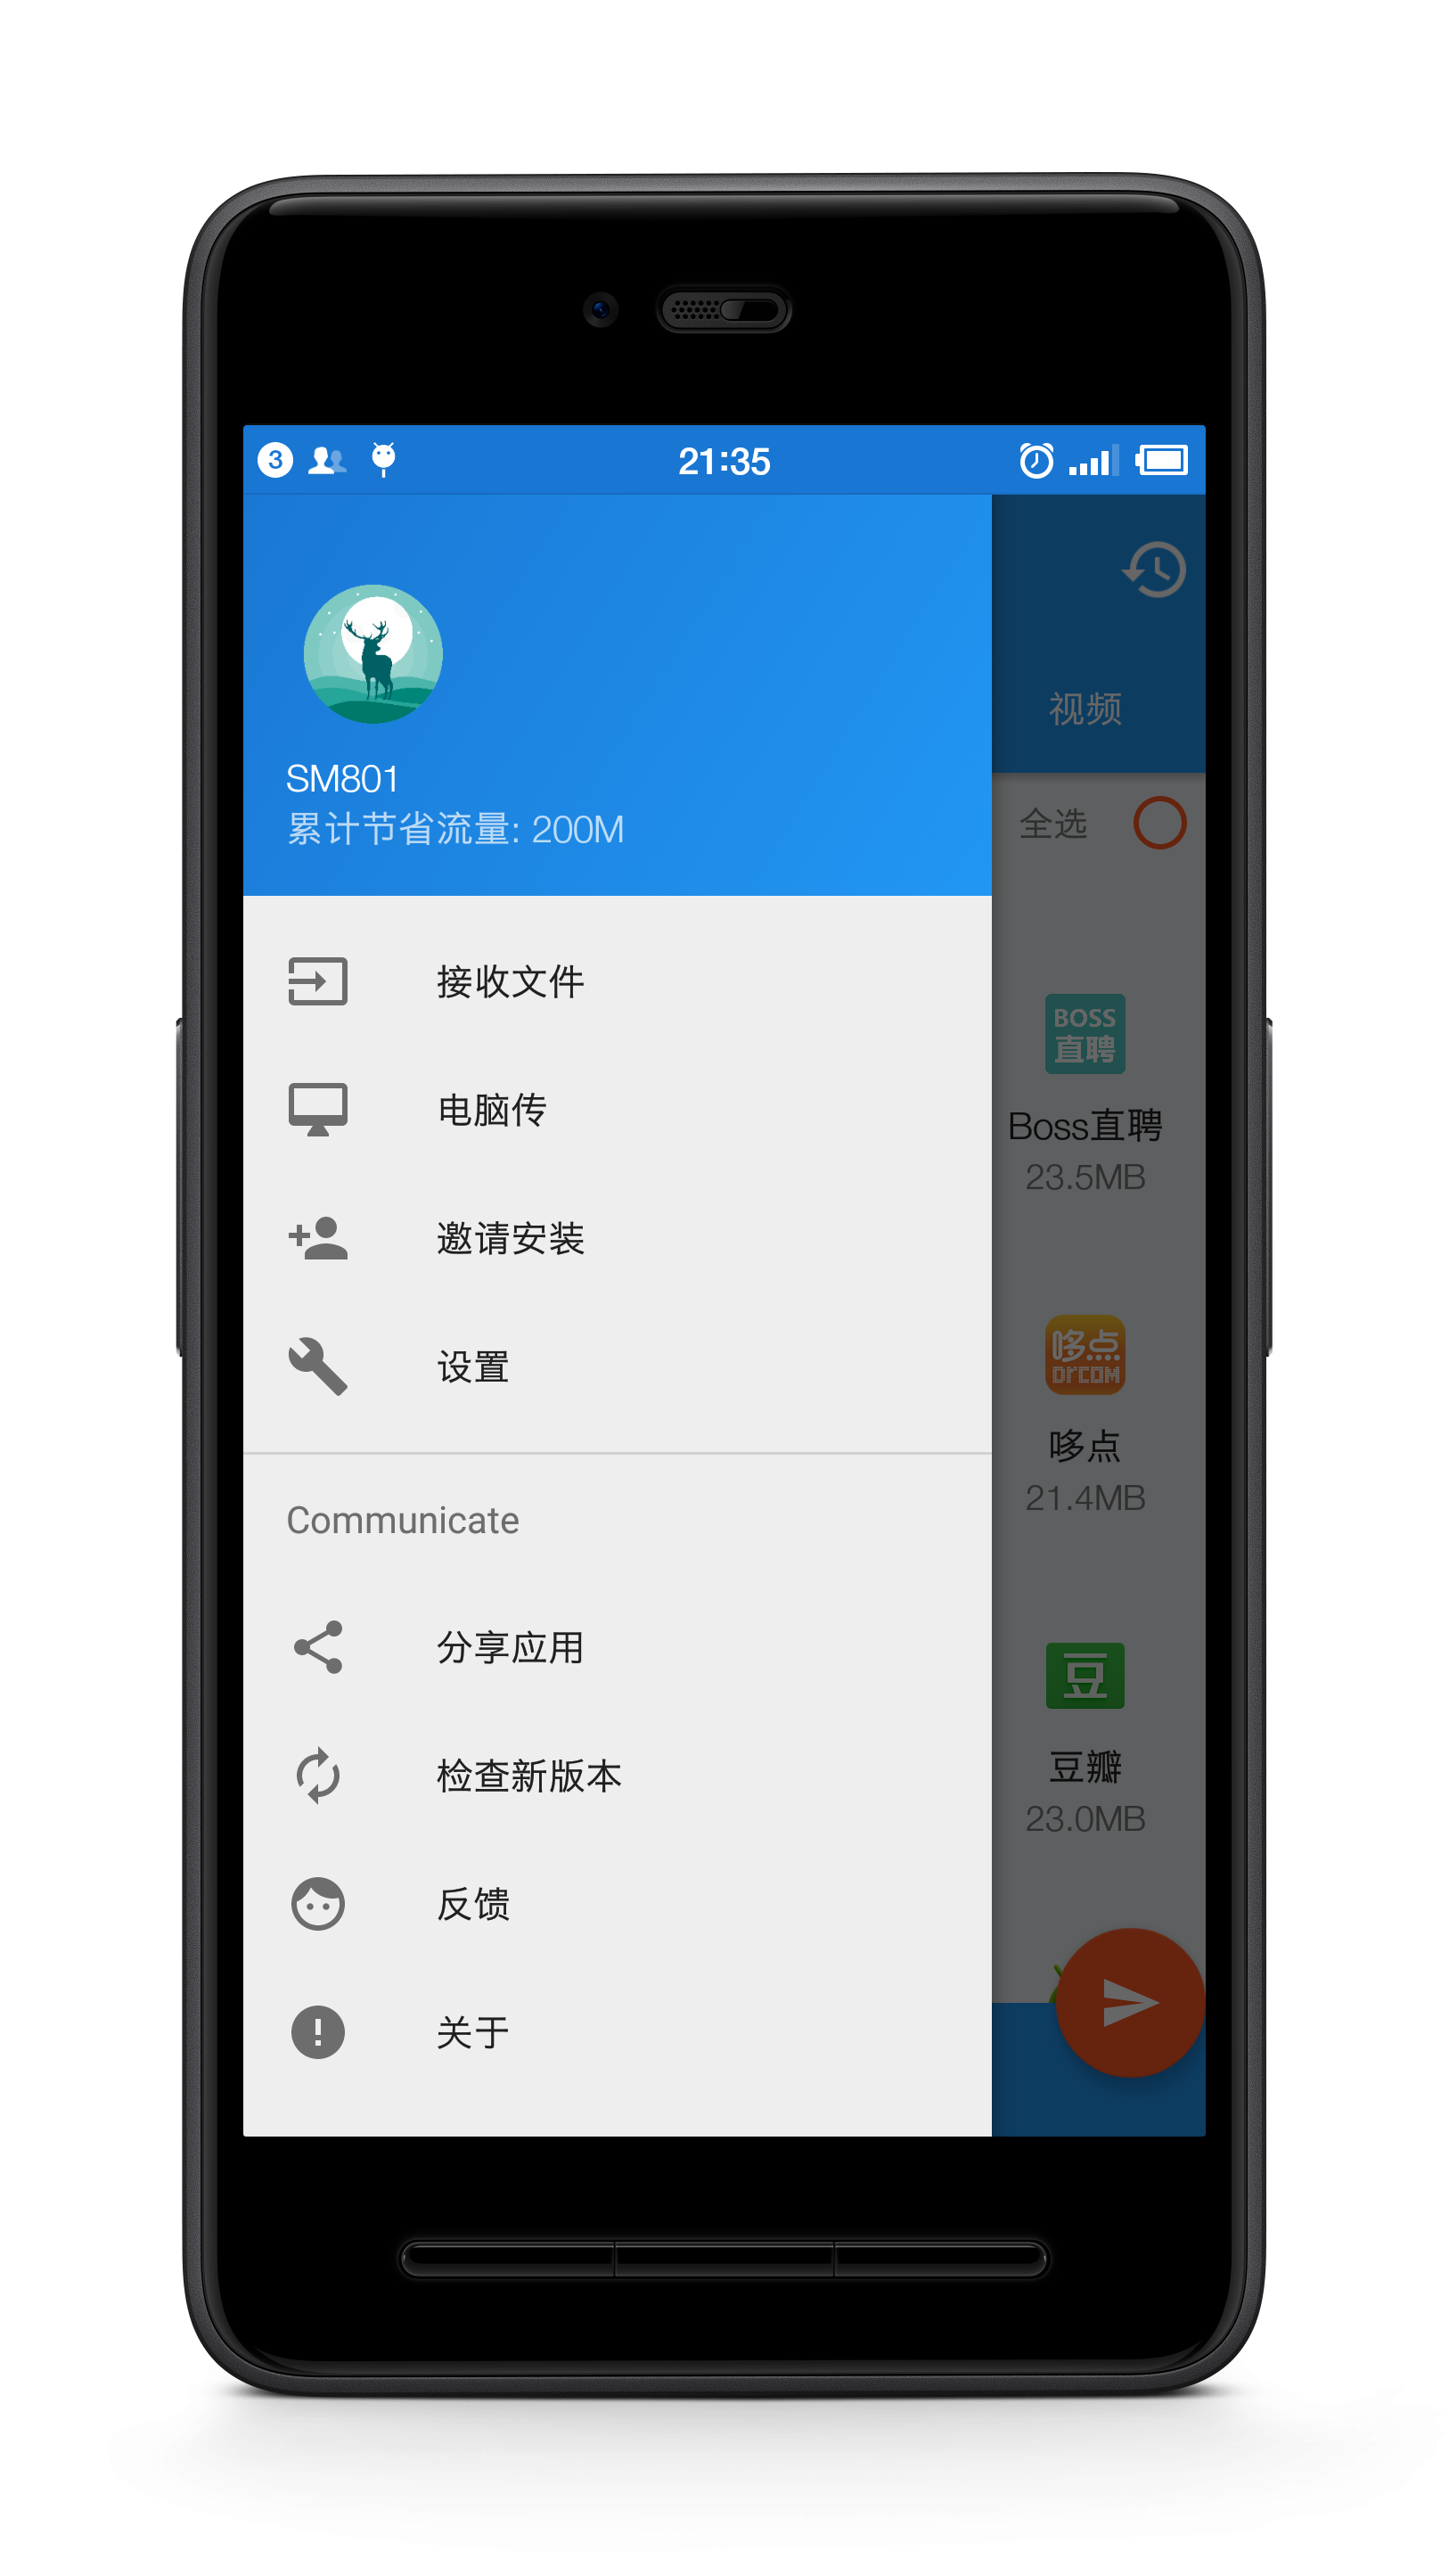 3
21:35
SM801
累计节省流量: 200M
接收文件
电脑传
邀请安装
设置
Communicate
分享应用
检查新版本
反馈
关于
视频
全选
BOSS
直聘
Boss直聘
23.5MB
哆点
Drcom
哆点
21.4MB
豆
豆瓣
23.0MB